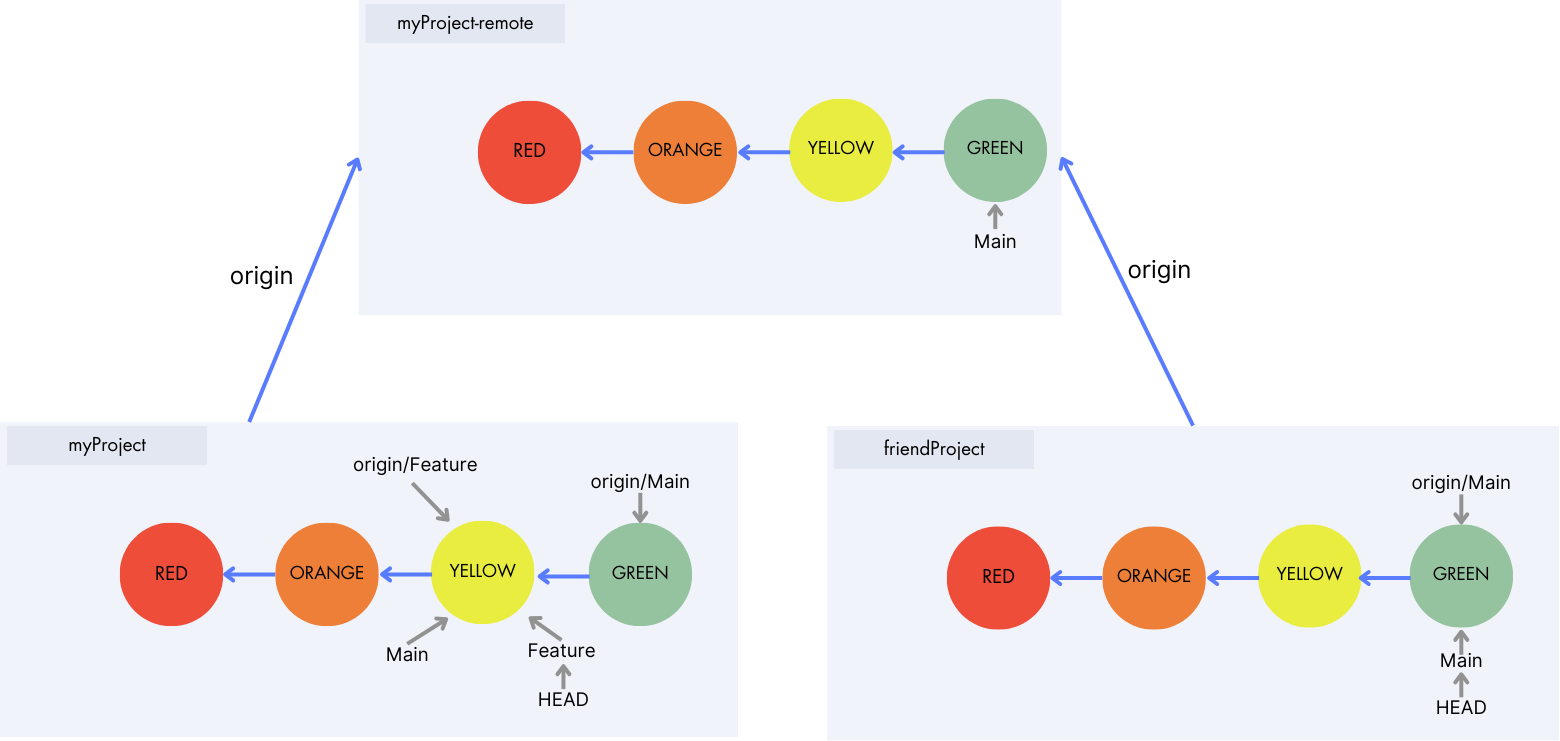 myProject-remote
RED
ORANGE
YELLOW
GREEN
Main
origin
origin
myProject
origin/Feature
origin/Main
RED
ORANGE
YELLOW
GREEN
Main
Feature
HEAD
friendProject
origin/Main
RED
ORANGE
YELLOW
GREEN
Main
HEAD